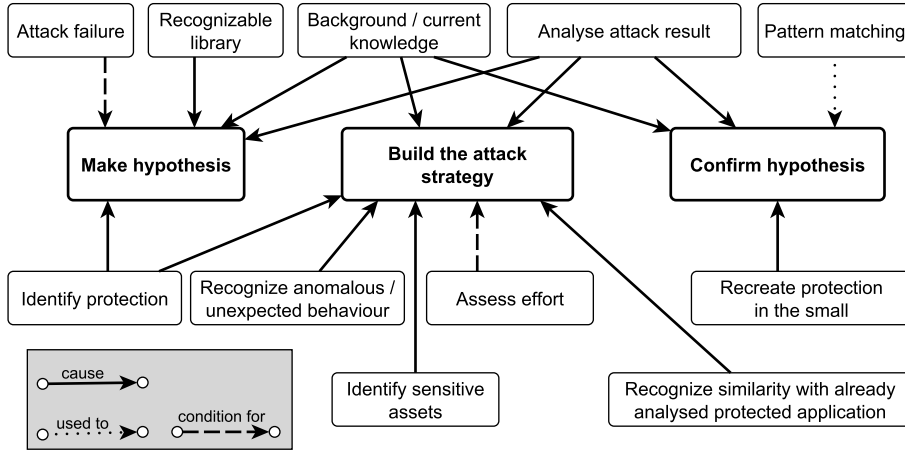 Attack failure
Recognizable
library
Background / current
knowledge
Analyse attack result
Pattern matching
Make hypothesis
Build the attack
strategy
Confirm hypothesis
Identify protection
Recognize anomalous /
unexpected behaviour
Assess effort
Recreate protection
in the small
Identify sensitive
assets
Recognize similarity with already
analysed protected application
cause
used to
condition for